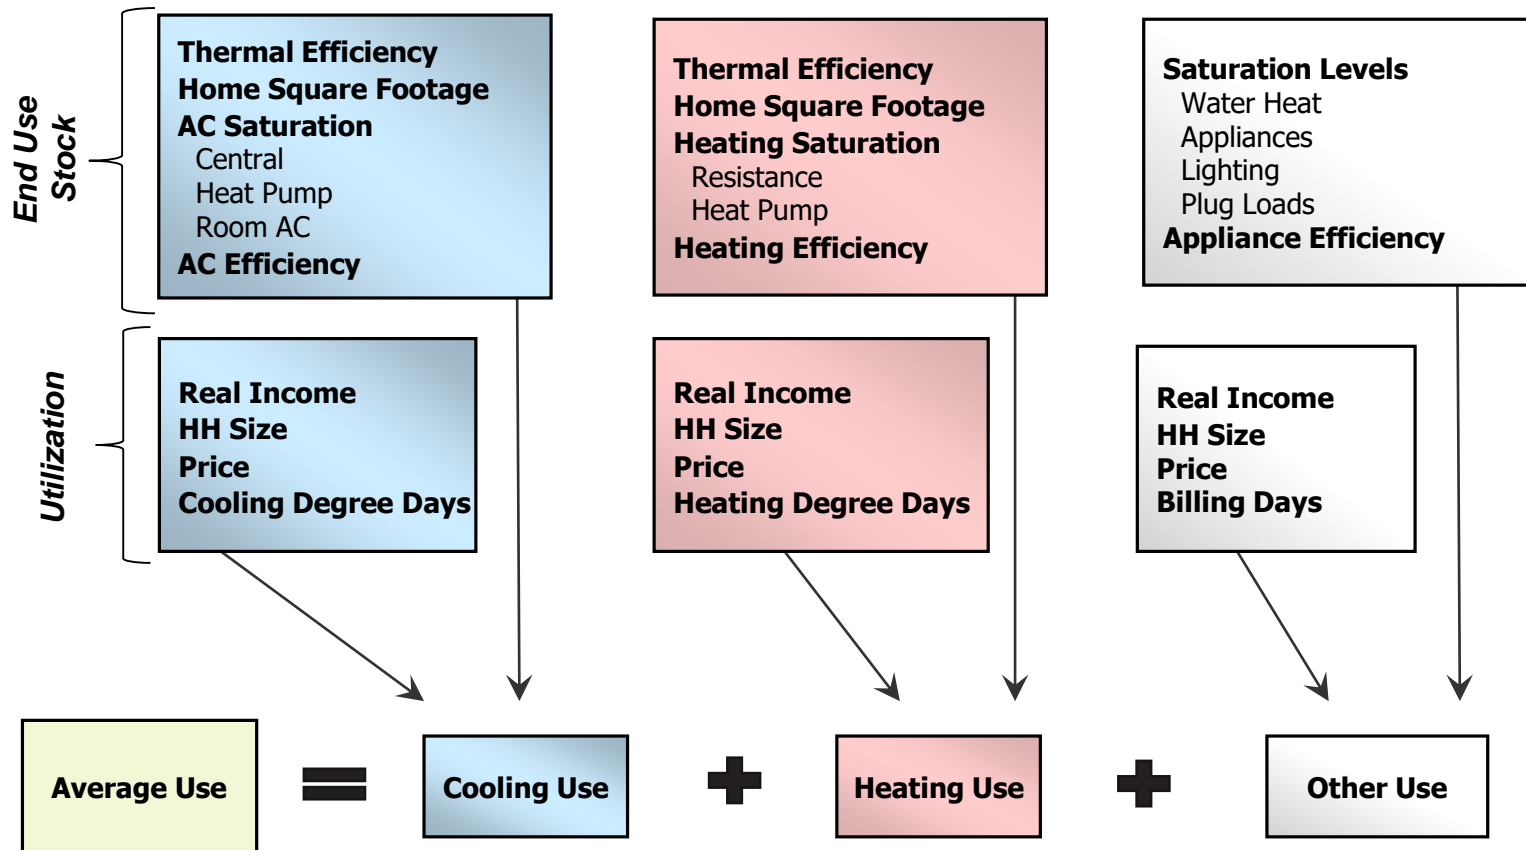 End Use
Stock
Thermal Efficiency
Home Square Footage
AC Saturation
Central
Heat Pump
Room AC
AC Efficiency
Thermal Efficiency
Home Square Footage
Heating Saturation
Resistance
Heat Pump
Heating Efficiency
Saturation Levels
Water Heat
Appliances
Lighting
Plug Loads
Appliance Efficiency
Utilization
Real Income
HH Size
Price
Cooling Degree Days
Real Income
HH Size
Price
Heating Degree Days
Real Income
HH Size
Price
Billing Days
Average Use
=
Cooling Use
+
Heating Use
+
Other Use